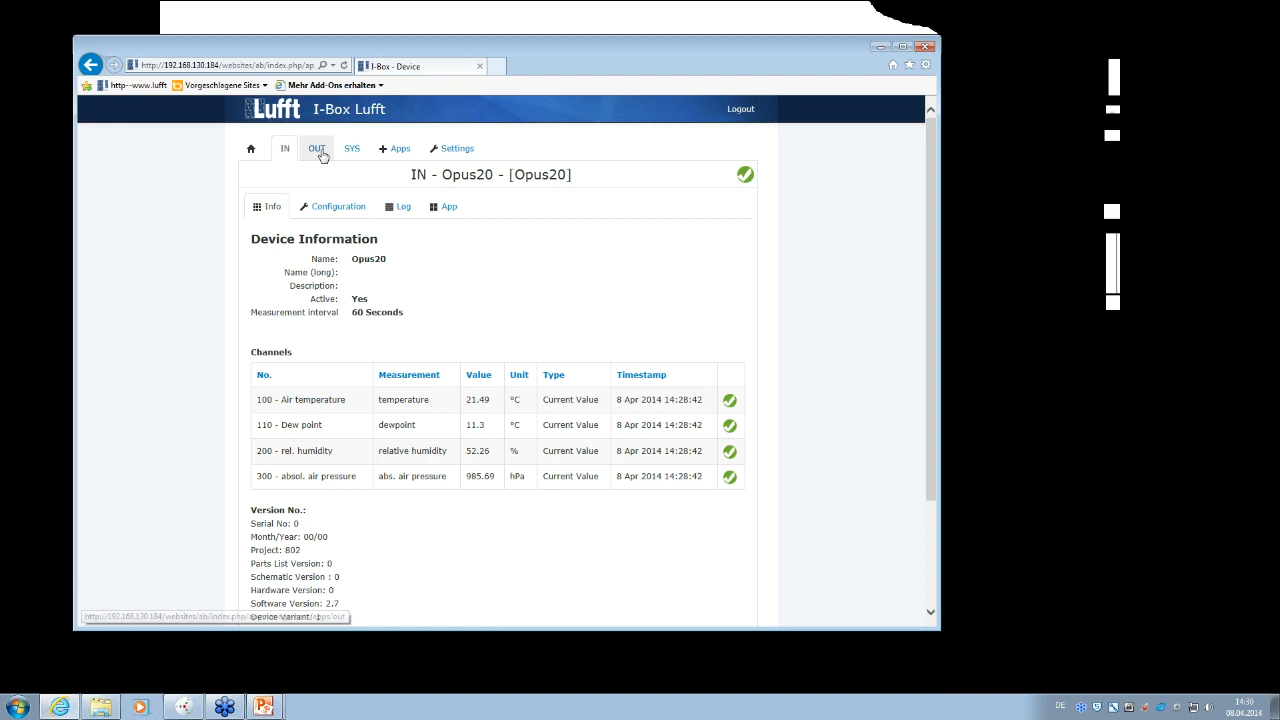 http://192.168.130.184/websites/ab/index.php/ap
I-Box - Device
http--www.lufft
Vorgeschlagene Sites
Mehr Add-Ons erhalten
Lufft
I-Box Lufft
Logout
IN
OUT
SYS
Apps
Settings
IN - Opus20 - [Opus20]
Info
Configuration
Log
App
Device Information
Name: Opus20
Name (long):
Description:
Active: Yes
Measurement interval 60 Seconds
Channels
No. Measurement Value Unit Type Timestamp
100 - Air temperature temperature 21.49 °C Current Value 8 Apr 2014 14:28:42
110 - Dew point dewpoint 11.3 °C Current Value 8 Apr 2014 14:28:42
200 - rel. humidity relative humidity 52.26 % Current Value 8 Apr 2014 14:28:42
300 - absol. air pressure abs. air pressure 985.69 hPa Current Value 8 Apr 2014 14:28:42
Version No.:
Serial No: 0
Month/Year: 00/00
Project: 802
Parts List Version: 0
Schematic Version : 0
Hardware Version: 0
Software Version: 2.7
Device Variant: 1
DE
14:30
08.04.2014